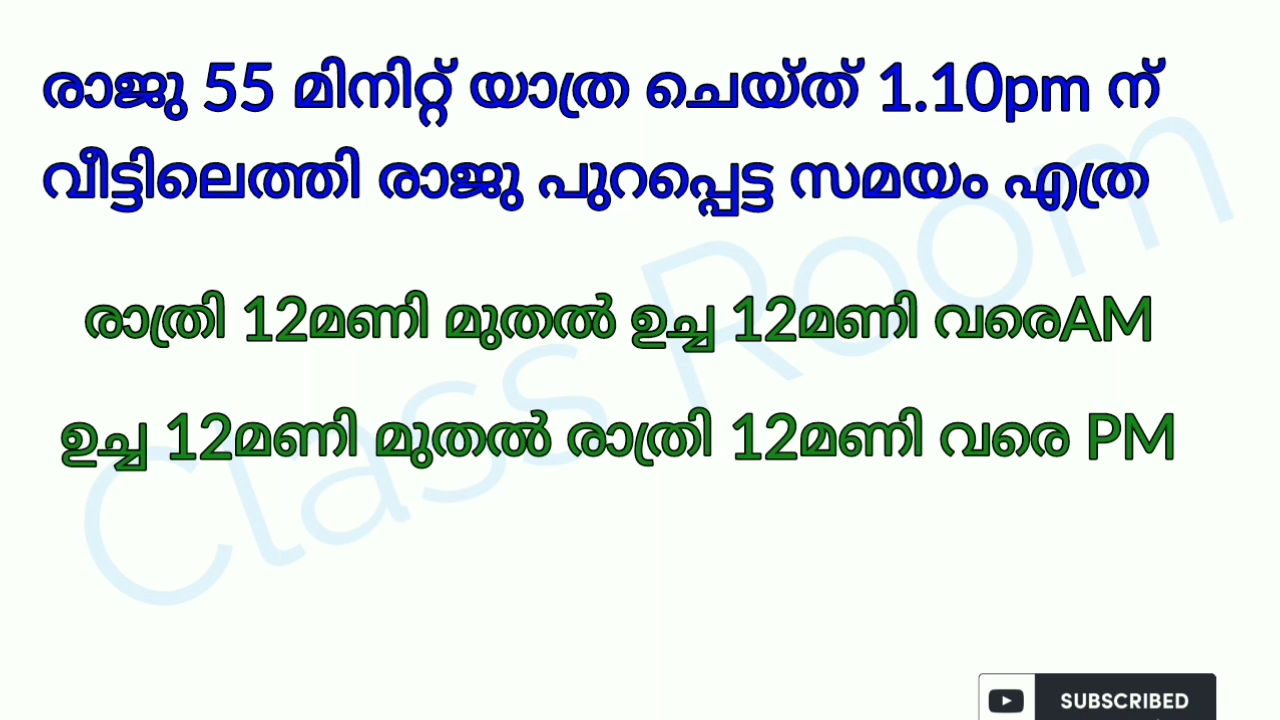 രാജു 55 മിനിറ്റ് യാത്ര ചെയ്ത് 1.10pm ന്
വീട്ടിലെത്തി രാജു പുറപ്പെട്ട സമയം എത്ര
രാത്രി 12മണി മുതൽ ഉച്ച 12മണി വരെAM
ഉച്ച 12മണി മുതൽ രാത്രി 12മണി വരെ PM
Class Room
SUBSCRIBED